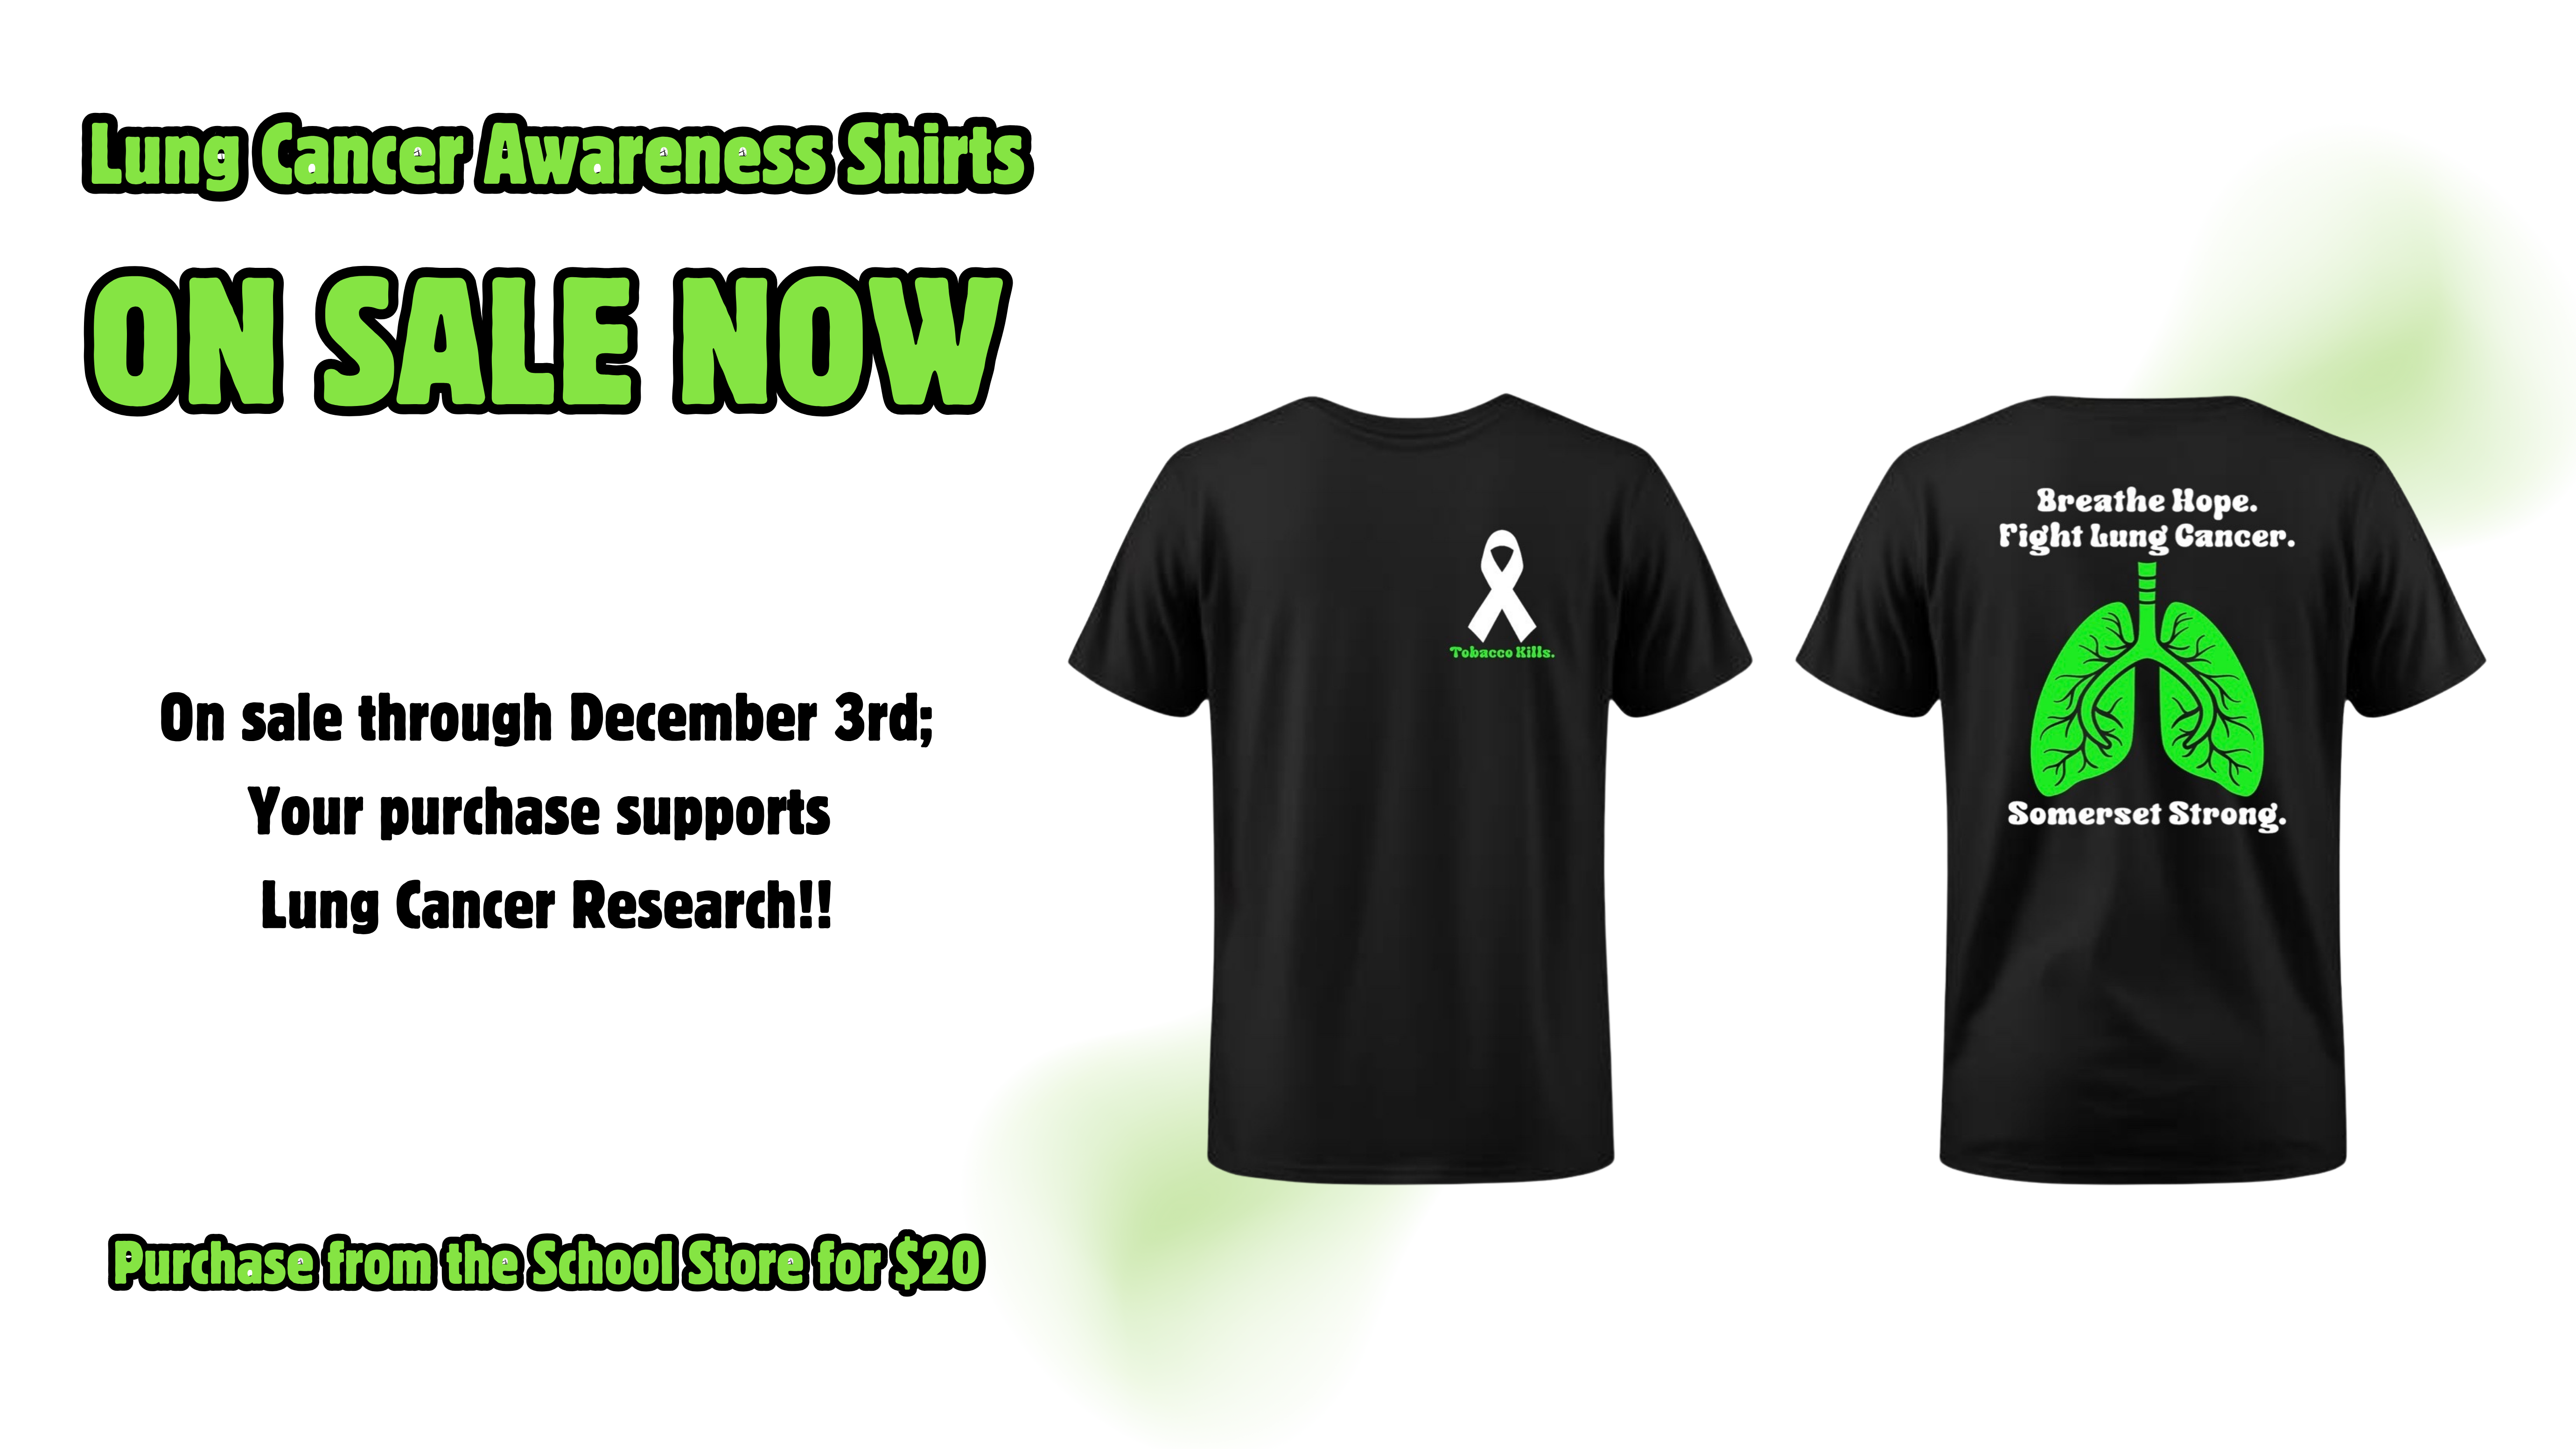 Lung Cancer Awareness Shirts
ON SALE NOW
On sale through December 3rd;
Your purchase supports
Lung Cancer Research!!
Purchase from the School Store for $20
Tobacco Kills.
Breathe Hope.
Fight Lung Cancer.
Somerset Strong.